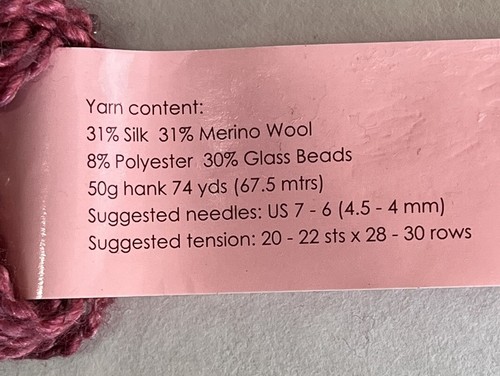 Yarn content:
31% Silk 31% Merino Wool
8% Polyester 30% Glass Beads
50g hank 74 yds (67.5 mtrs)
Suggested needles: US 7 - 6 (4.5 - 4 mm)
Suggested tension: 20 - 22 sts x 28 - 30 rows